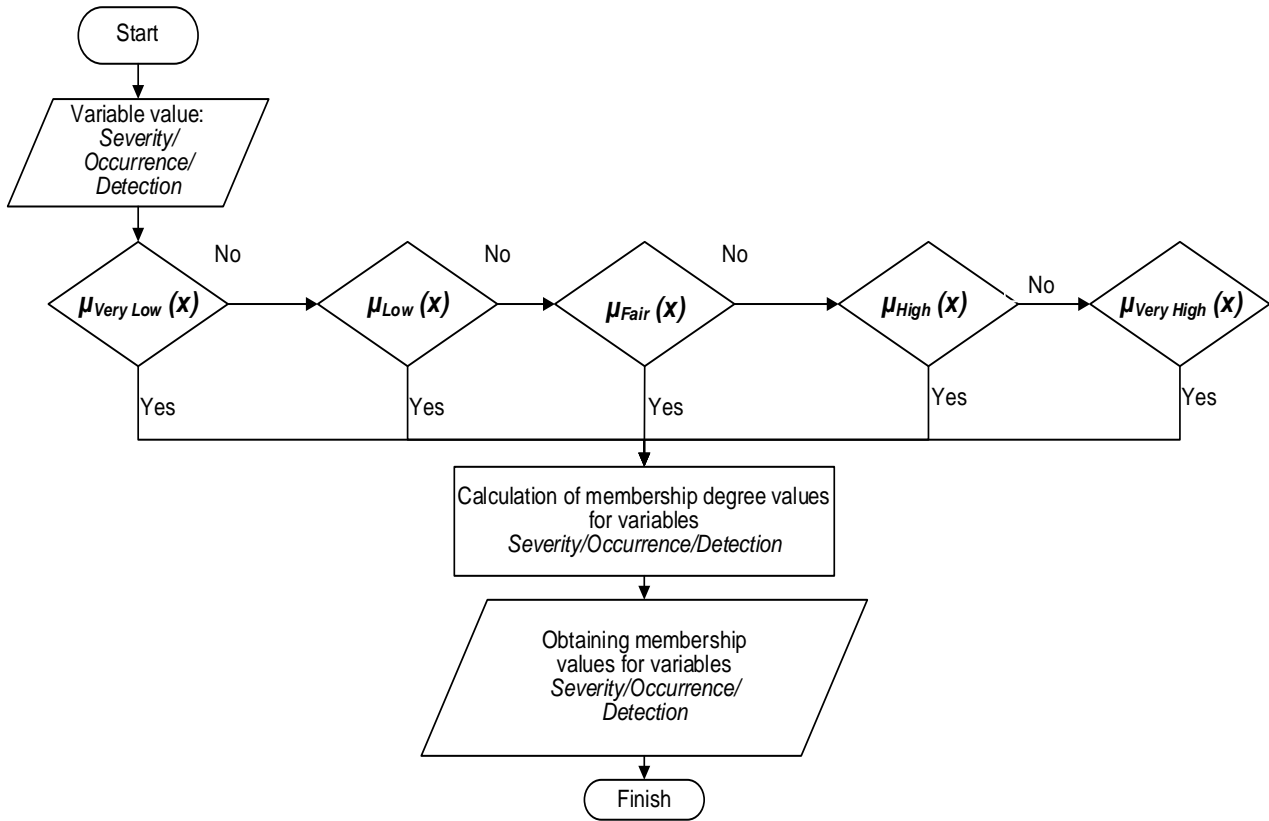 Start
Variable value:
Severity/
Occurrence/
Detection
No
No
No
No
μVery Low (x)
μLow (x)
μFair (x)
μHigh (x)
μVery High (x)
Yes
Yes
Yes
Yes
Yes
Calculation of membership degree values
for variables
Severity/Occurrence/Detection
Obtaining membership
values for variables
Severity/Occurrence/
Detection
Finish